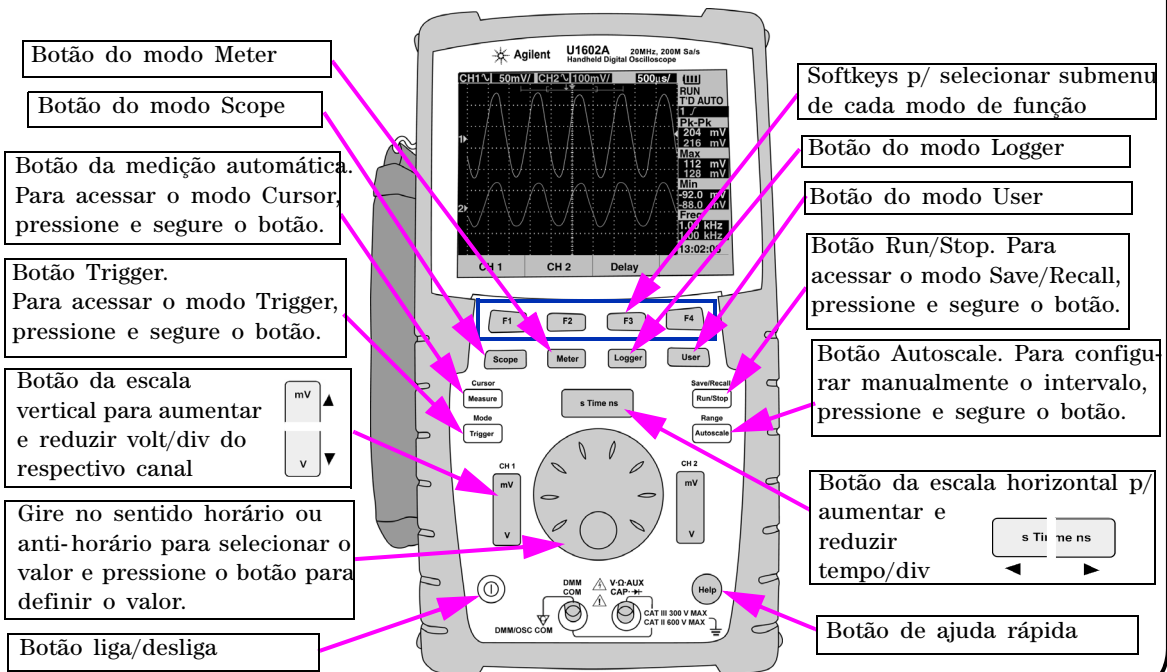 Botão do modo Meter
Botão do modo Scope
Botão da medição automática.
Para acessar o modo Cursor,
pressione e segure o botão.
Botão Trigger.
Para acessar o modo Trigger,
pressione e segure o botão.
Botão da escala
vertical para aumentar
e reduzir volt/div do
respectivo canal
mV
V
Gire no sentido horário ou
anti-horário para selecionar o
valor e pressione o botão para
definir o valor.
Botão liga/desliga
Agilent
U1602A
20MHz, 200M Sa/s
Handheld Digital Oscilloscope
CH1 50mV/ CH2 100mV/ 500µs/
RUN
T'D AUTO
1
Pk-Pk
204 mV
216 mV
Max
112 mV
128 mV
Min
-92.0 mV
-88.0 mV
Freq
1.00 kHz
1.00 kHz
13:02:06
1
2
CH 1 CH 2 Delay
F1 F2 F3 F4
Scope Meter Logger User
Cursor
Measure
Mode
Trigger
s Time ns
Save/Recall
Run/Stop
Range
Autoscale
CH 1
mV
V
CH 2
mV
V
DMM
COM
V·Ω·AUX
CAP·
DMM/OSC COM
CAT III 300 V MAX
CAT II 600 V MAX
Help
Softkeys p/ selecionar submenu
de cada modo de função
Botão do modo Logger
Botão do modo User
Botão Run/Stop. Para
acessar o modo Save/Recall,
pressione e segure o botão.
Botão Autoscale. Para configu-
rar manualmente o intervalo,
pressione e segure o botão.
Botão da escala horizontal p/
aumentar e
reduzir
tempo/div
s Time ns
Botão de ajuda rápida